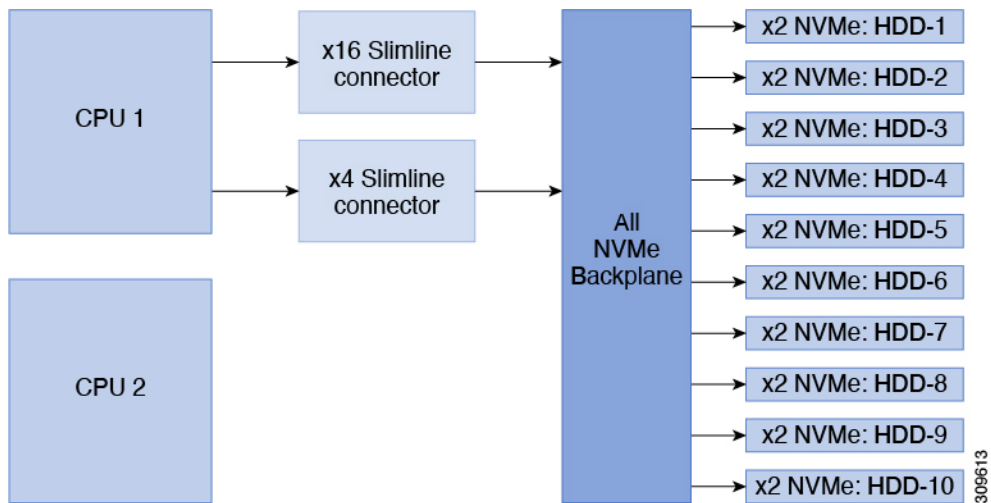 CPU 1
x16 Slimline
connector
x4 Slimline
connector
CPU 2
All
NVMe
Backplane
x2 NVMe: HDD-1
x2 NVMe: HDD-2
x2 NVMe: HDD-3
x2 NVMe: HDD-4
x2 NVMe: HDD-5
x2 NVMe: HDD-6
x2 NVMe: HDD-7
x2 NVMe: HDD-8
x2 NVMe: HDD-9
x2 NVMe: HDD-10
309613